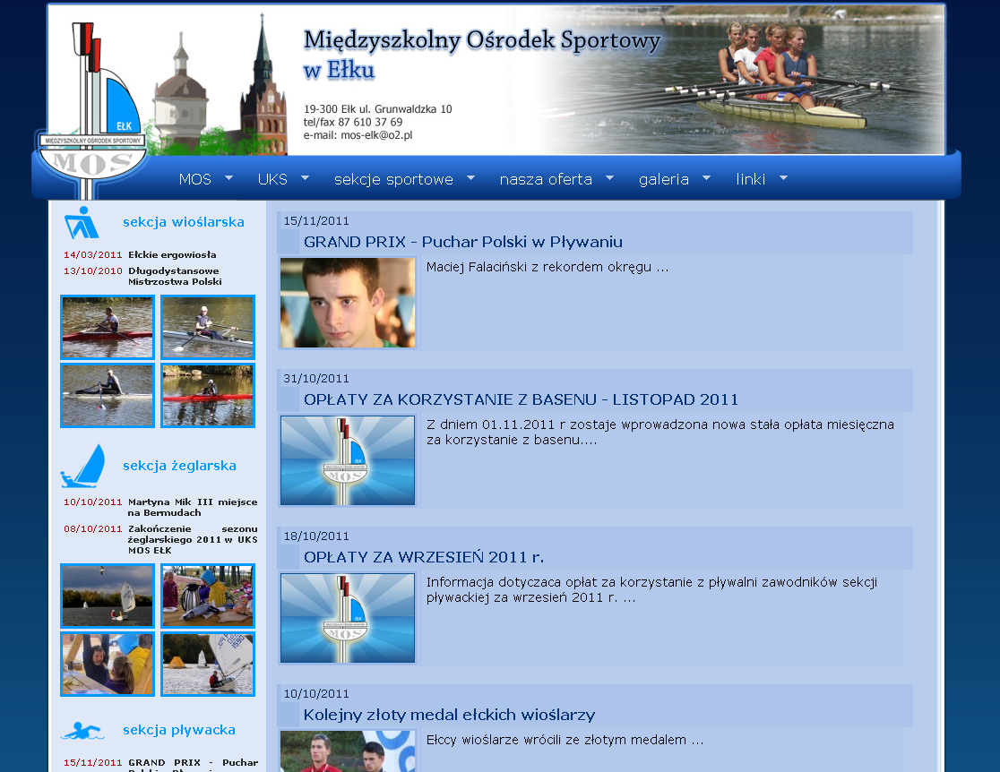 Międzyszkolny Ośrodek Sportowy
w Ełku
19-300 Ełk ul. Grunwaldzka 10
tel/fax 87 610 37 69
e-mail: mos-elk@o2.pl
EŁK
MIĘDZYSZKOLNY OŚRODEK SPORTOWY
MOS
MOS UKS sekcje sportowe nasza oferta galeria linki
sekcja wioślarska
14/03/2011 Ełckie ergowiosła
13/10/2010 Długodystansowe
Mistrzostwa Polski
sekcja żeglarska
10/10/2011 Martyna Mik III miejsce
na Bermudach
08/10/2011 Zakończenie sezonu
żeglarskiego 2011 w UKS
MOS EŁK
sekcja pływacka
15/11/2011 GRAND PRIX - Puchar
15/11/2011
GRAND PRIX - Puchar Polski w Pływaniu
Maciej Falaciński z rekordem okręgu ...
31/10/2011
OPŁATY ZA KORZYSTANIE Z BASENU - LISTOPAD 2011
EŁK
MOS
Z dniem 01.11.2011 r zostaje wprowadzona nowa stała opłata miesięczna
za korzystanie z basenu....
18/10/2011
OPŁATY ZA WRZESIEŃ 2011 r.
EŁK
MOS
Informacja dotyczaca opłat za korzystanie z pływalni zawodników sekcji
pływackiej za wrzesień 2011 r. ...
10/10/2011
Kolejny złoty medal ełckich wioślarzy
Ełccy wioślarze wrócili ze złotym medalem ...